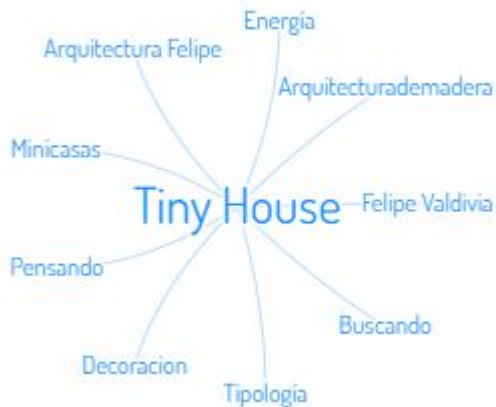 Energía
Arquitectura Felipe
Arquitecturademadera
Minicasas
Tiny House
Felipe Valdivia
Pensando
Buscando
Decoracion
Tipología